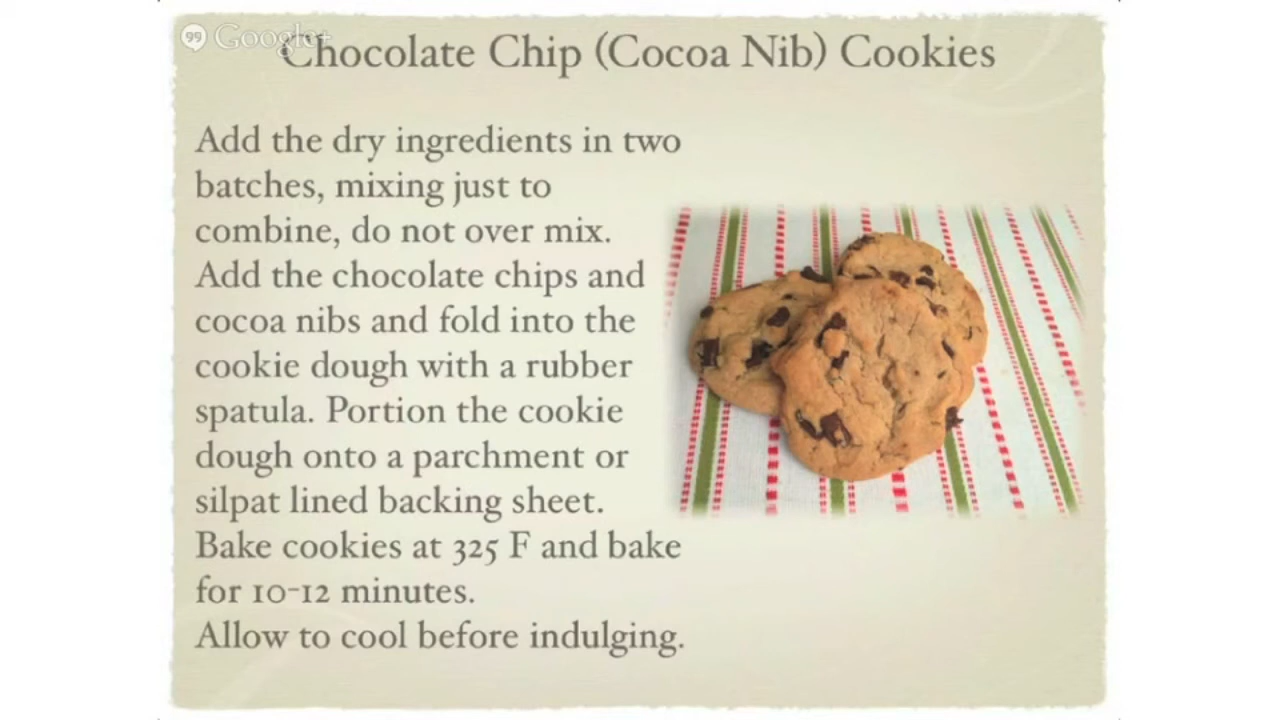 Google+
Chocolate Chip (Cocoa Nib) Cookies
Add the dry ingredients in two
batches, mixing just to
combine, do not over mix.
Add the chocolate chips and
cocoa nibs and fold into the
cookie dough with a rubber
spatula. Portion the cookie
dough onto a parchment or
silpat lined backing sheet.
Bake cookies at 325 F and bake
for 10-12 minutes.
Allow to cool before indulging.